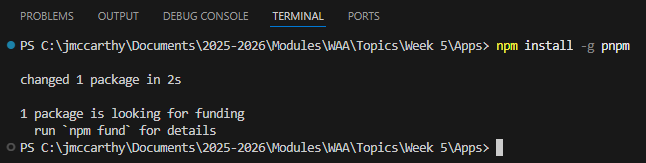 PROBLEMS OUTPUT DEBUG CONSOLE TERMINAL PORTS
PS C:\jmccarthy\Documents\2025-2026\Modules\WAA\Topics\Week 5\Apps> npm install -g pnpm
changed 1 package in 2s
1 package is looking for funding
run `npm fund` for details
PS C:\jmccarthy\Documents\2025-2026\Modules\WAA\Topics\Week 5\Apps>